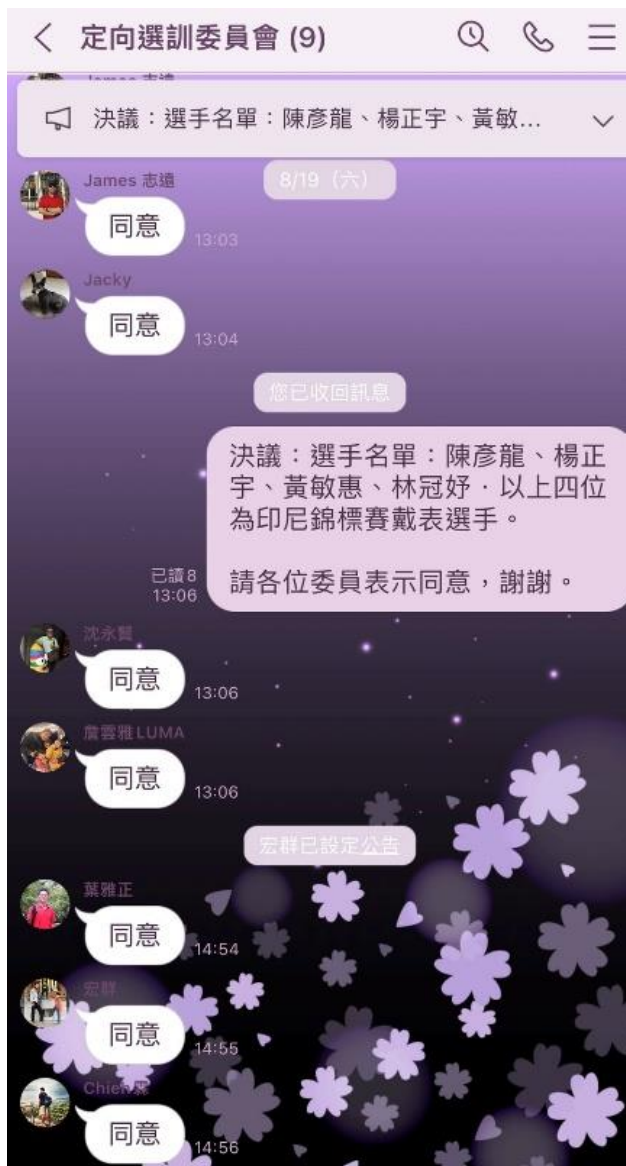 定向選訓委員會 (9)
決議：選手名單：陳彥龍、楊正宇、黃敏...
James 志遠
8/19（六）
同意
13:03
Jacky
同意
13:04
您已收回訊息
決議：選手名單：陳彥龍、楊正
宇、黃敏惠、林冠妤．以上四位
為印尼錦標賽戴表選手。
請各位委員表示同意，謝謝。
已讀8
13:06
沈永賢
同意
13:06
詹雲雅LUMA
同意
13:06
宏群已設定公告
葉雅正
同意
14:54
宏群
同意
14:55
同意
14:56